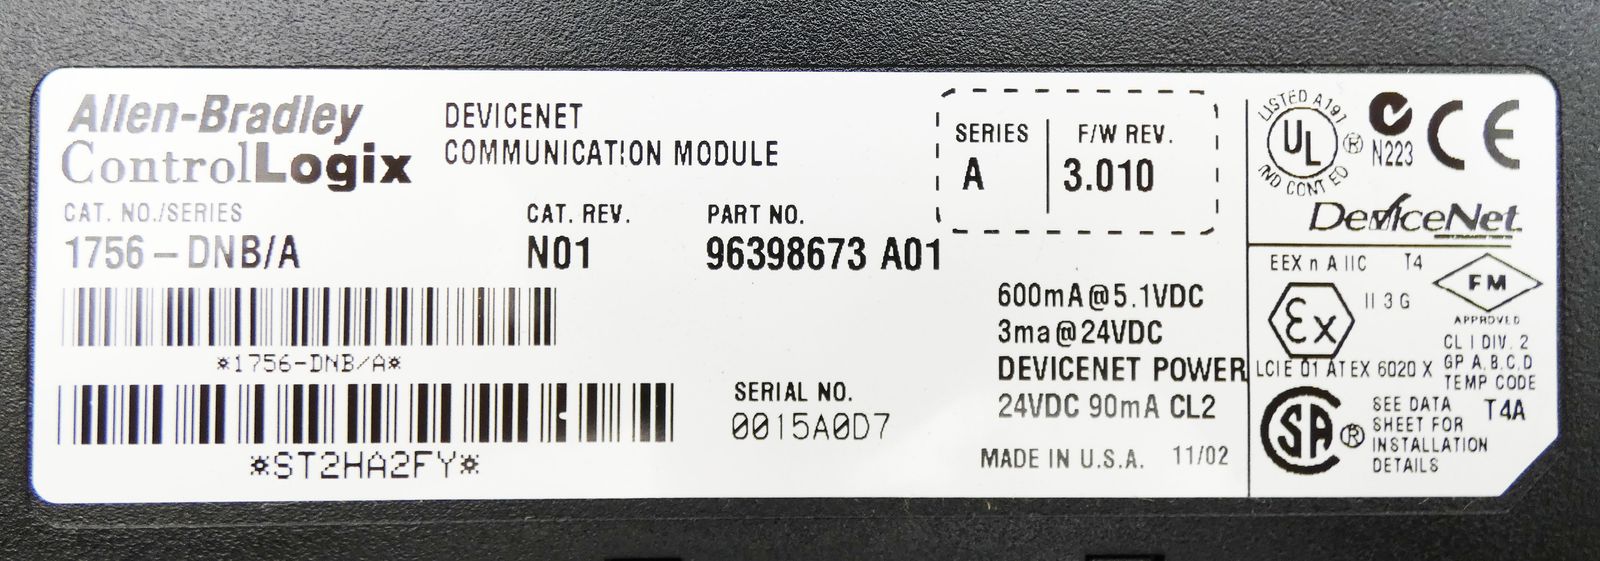 Allen-Bradley
ControlLogix
DEVICENET
COMMUNICATION MODULE
CAT. NO./SERIES
1756-DNB/A
CAT. REV.
N01
PART NO.
96398673 A01
*1756-DNB/A*
*ST2HA2FY*
SERIAL NO.
0015A0D7
SERIES
A
F/W REV.
3.010
600mA@5.1VDC
3ma@24VDC
DEVICENET POWER
24VDC 90mA CL2
MADE IN U.S.A. 11/02
LISTED A197
UL ®
IND CONT EQ
N223
CE
DeviceNet
EEX n A IIC T4
Ex II 3 G
LCIE 01 ATEX 6020 X
FM
APPROVED
CL I DIV. 2
GP A,B,C,D
TEMP CODE
T4A
SA ®
SEE DATA
SHEET FOR
INSTALLATION
DETAILS